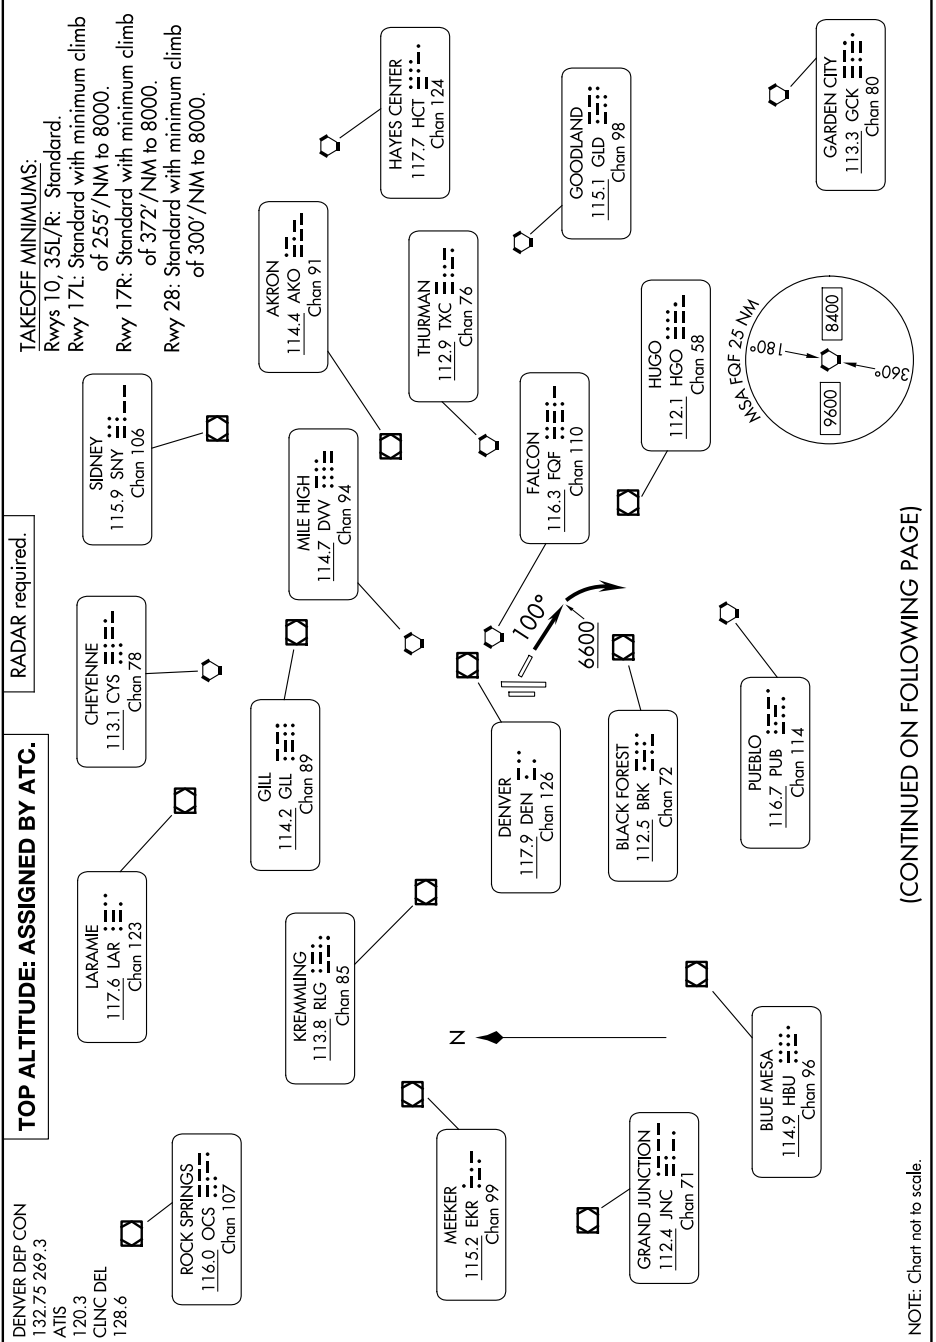 DENVER DEP CON
132.75 269.3
ATIS
120.3
CLNC DEL
128.6
TOP ALTITUDE: ASSIGNED BY ATC.
RADAR required.
TAKEOFF MINIMUMS:
Rwys 10, 35L/R: Standard.
Rwy 17L: Standard with minimum climb
of 255'/NM to 8000.
Rwy 17R: Standard with minimum climb
of 372'/NM to 8000.
Rwy 28: Standard with minimum climb
of 300'/NM to 8000.
ROCK SPRINGS
116.0 OCS
Chan 107
LARAMIE
117.6 LAR
Chan 123
CHEYENNE
113.1 CYS
Chan 78
SIDNEY
115.9 SNY
Chan 106
GILL
114.2 GLL
Chan 89
AKRON
114.4 AKO
Chan 91
HAYES CENTER
117.7 HCT
Chan 124
KREMMLING
113.8 RLG
Chan 85
MILE HIGH
114.7 DVV
Chan 94
THURMAN
112.9 TXC
Chan 76
MEEKER
115.2 EKR
Chan 99
N
DENVER
117.9 DEN
Chan 126
FALCON
116.3 FQF
Chan 110
GOODLAND
115.1 GLD
Chan 98
100°
6600
GRAND JUNCTION
112.4 JNC
Chan 71
BLACK FOREST
112.5 BRK
Chan 72
HUGO
112.1 HGO
Chan 58
BLUE MESA
114.9 HBU
Chan 96
PUEBLO
116.7 PUB
Chan 114
MSA FQF 25 NM
180°
9600
8400
360°
GARDEN CITY
113.3 GCK
Chan 80
NOTE: Chart not to scale.
(CONTINUED ON FOLLOWING PAGE)